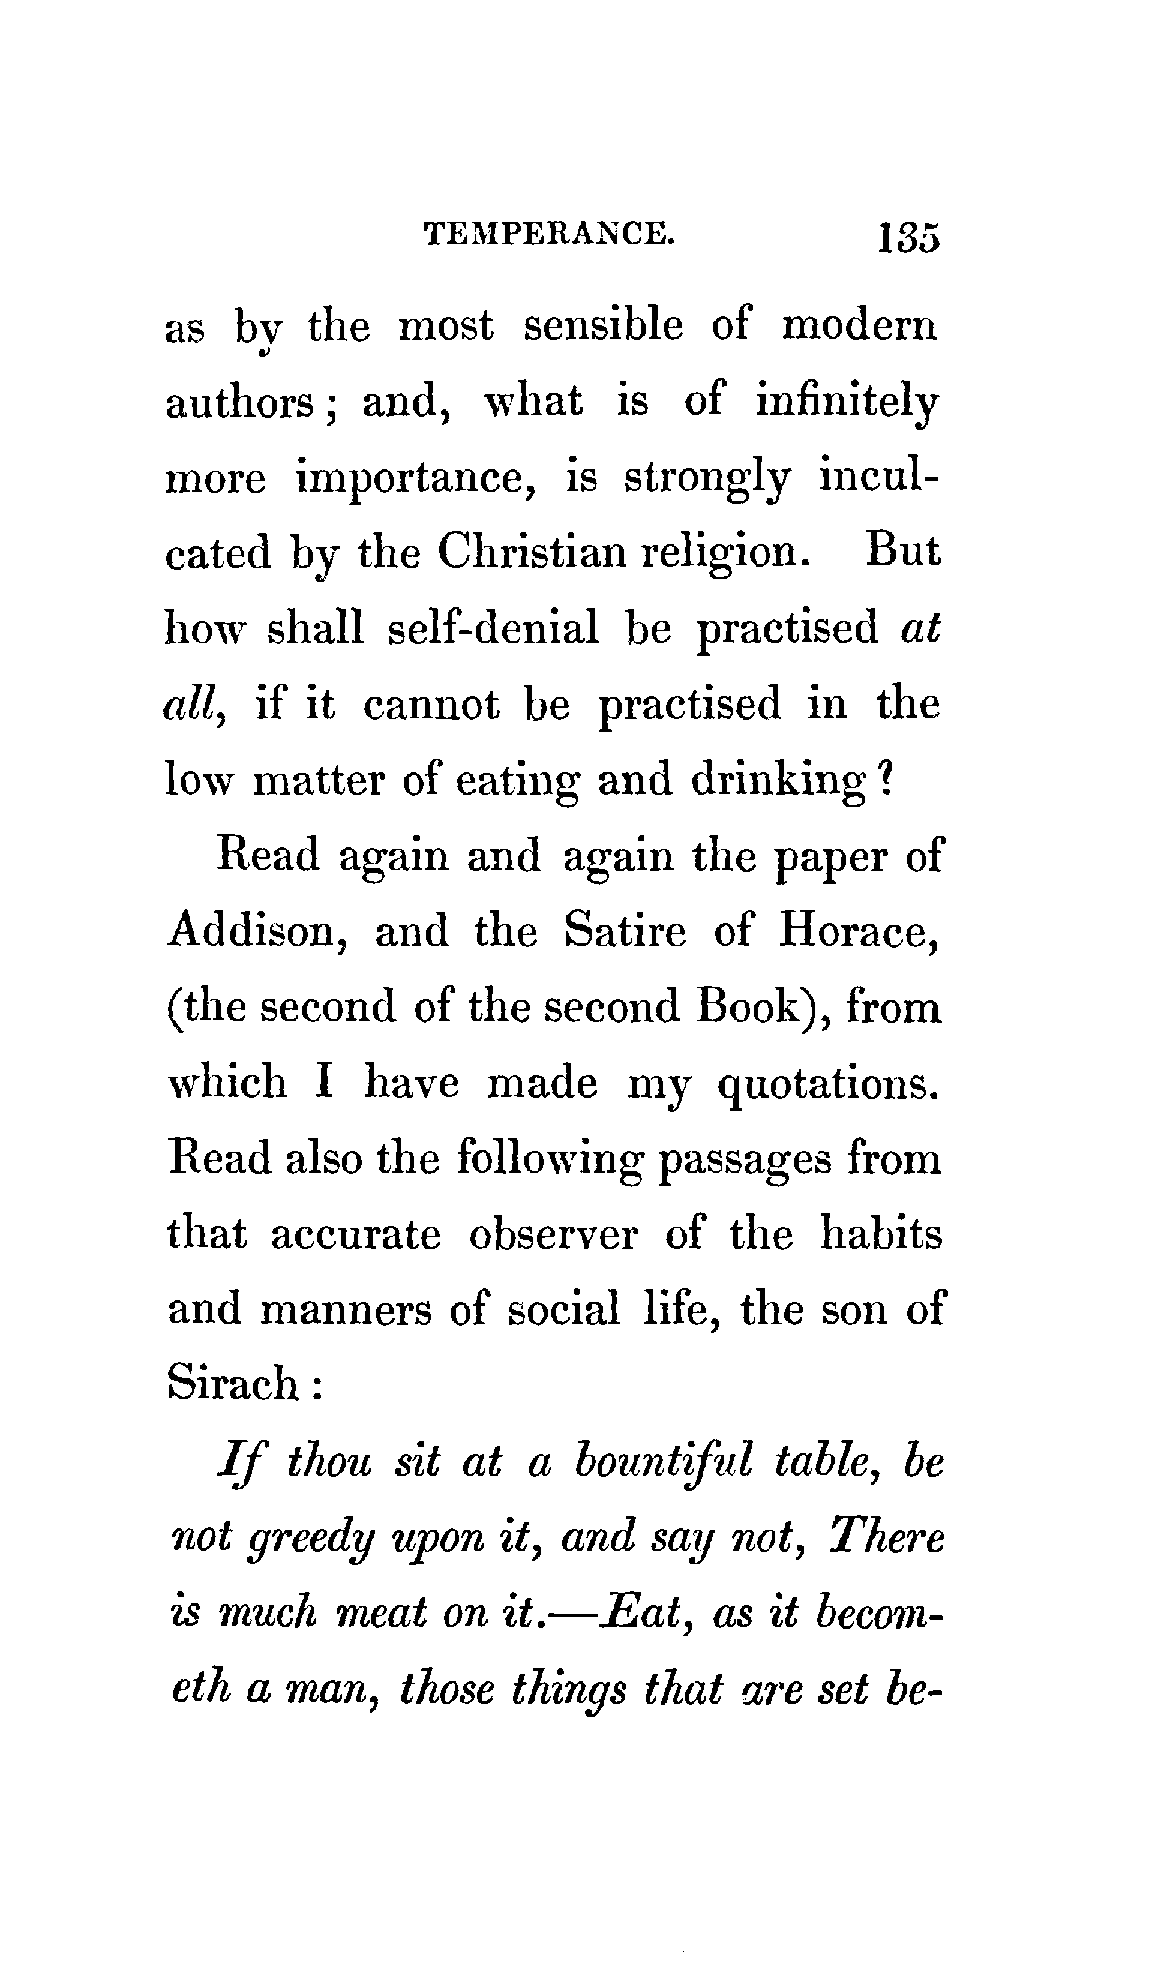 TEMPERANCE. 135
as by the most sensible of modern
authors ; and, what is of infinitely
more importance, is strongly incul-
cated by the Christian religion. But
how shall self-denial be practised at
all, if it cannot be practised in the
low matter of eating and drinking ?
Read again and again the paper of
Addison, and the Satire of Horace,
(the second of the second Book), from
which I have made my quotations.
Read also the following passages from
that accurate observer of the habits
and manners of social life, the son of
Sirach :
If thou sit at a bountiful table, be
not greedy upon it, and say not, There
is much meat on it.—Eat, as it becom-
eth a man, those things that are set be-